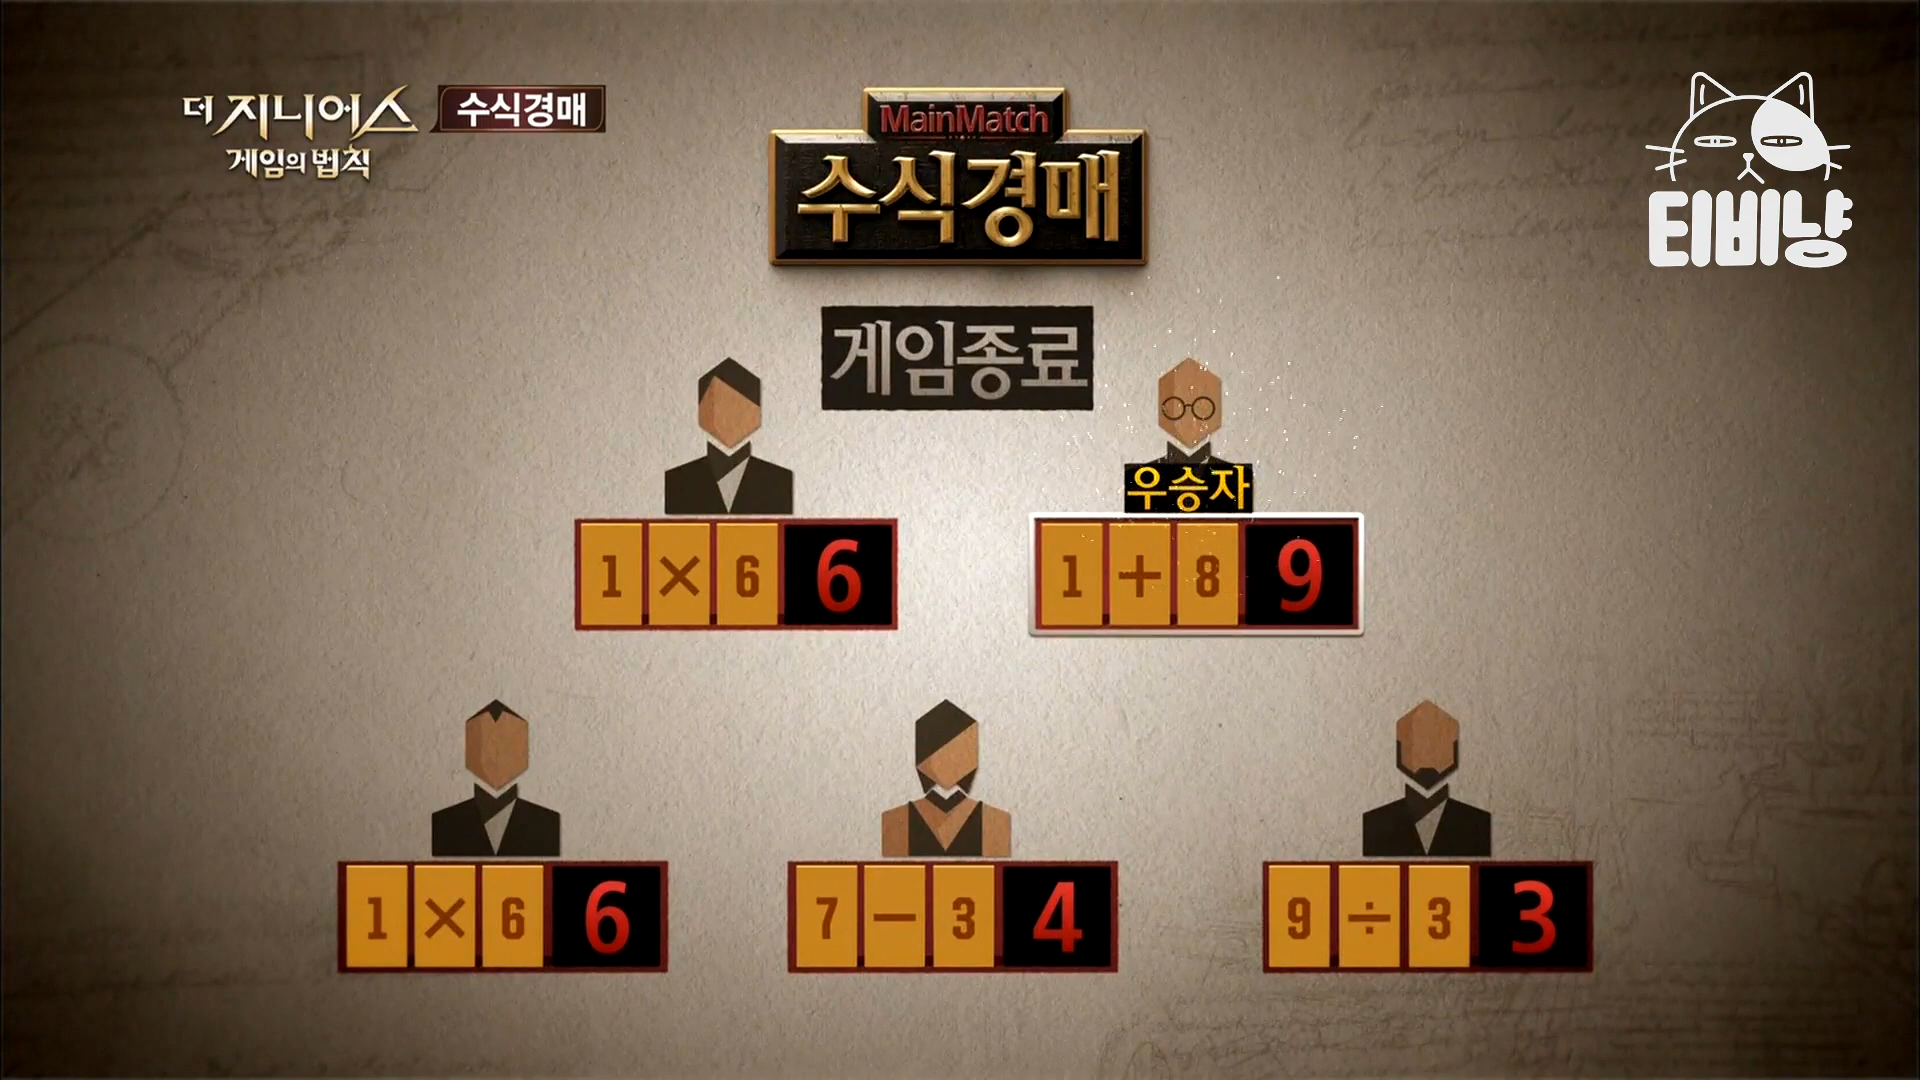 더 지니어스
게임의 법칙
수식경매
MainMatch
수식경매
티비냥
게임종료
우승자
1 × 6 6
1 + 8 9
1 × 6 6
7 − 3 4
9 ÷ 3 3